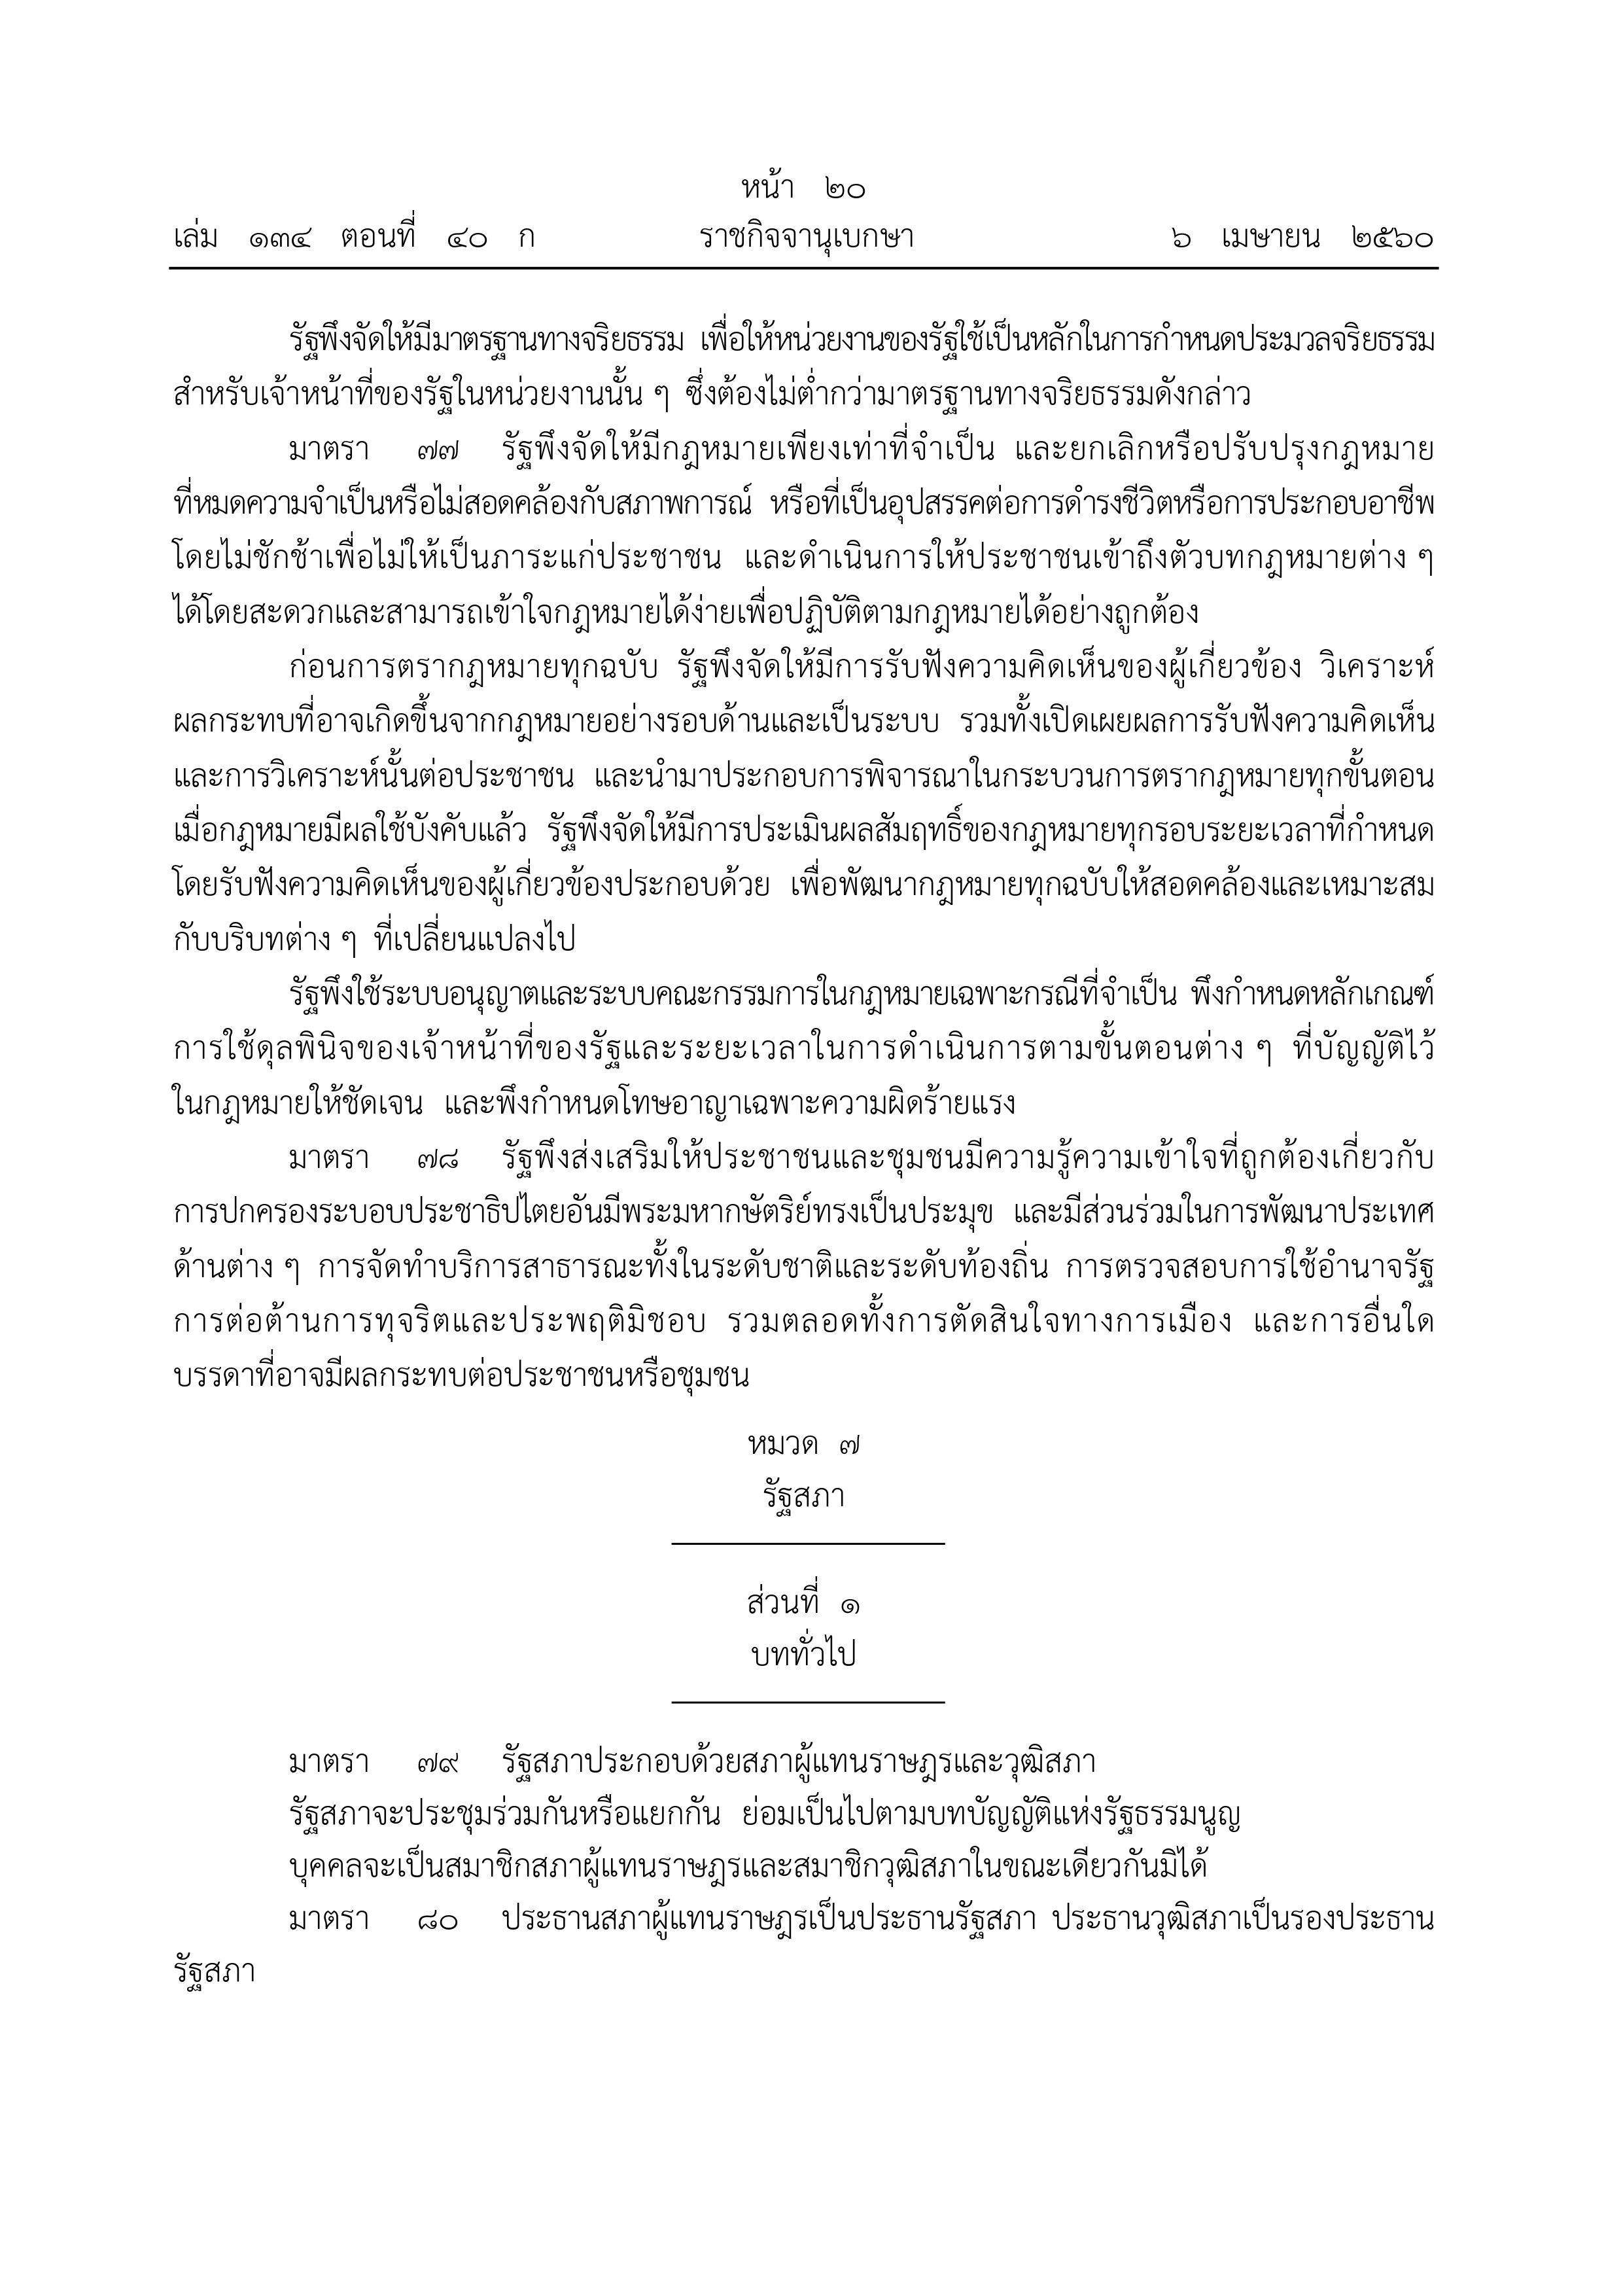 หน้า ๒๐
เล่ม ๑๓๔ ตอนที่ ๔๐ ก ราชกิจจานุเบกษา ๖ เมษายน ๒๕๖๐
รัฐพึงจัดให้มีมาตรฐานทางจริยธรรม เพื่อให้หน่วยงานของรัฐใช้เป็นหลักในการกำหนดประมวลจริยธรรม
สำหรับเจ้าหน้าที่ของรัฐในหน่วยงานนั้น ๆ ซึ่งต้องไม่ต่ำกว่ามาตรฐานทางจริยธรรมดังกล่าว
มาตรา ๗๗ รัฐพึงจัดให้มีกฎหมายเพียงเท่าที่จำเป็น และยกเลิกหรือปรับปรุงกฎหมาย
ที่หมดความจำเป็นหรือไม่สอดคล้องกับสภาพการณ์ หรือที่เป็นอุปสรรคต่อการดำรงชีวิตหรือการประกอบอาชีพ
โดยไม่ชักช้าเพื่อไม่ให้เป็นภาระแก่ประชาชน และดำเนินการให้ประชาชนเข้าถึงตัวบทกฎหมายต่าง ๆ
ได้โดยสะดวกและสามารถเข้าใจกฎหมายได้ง่ายเพื่อปฏิบัติตามกฎหมายได้อย่างถูกต้อง
ก่อนการตรากฎหมายทุกฉบับ รัฐพึงจัดให้มีการรับฟังความคิดเห็นของผู้เกี่ยวข้อง วิเคราะห์
ผลกระทบที่อาจเกิดขึ้นจากกฎหมายอย่างรอบด้านและเป็นระบบ รวมทั้งเปิดเผยผลการรับฟังความคิดเห็น
และการวิเคราะห์นั้นต่อประชาชน และนำมาประกอบการพิจารณาในกระบวนการตรากฎหมายทุกขั้นตอน
เมื่อกฎหมายมีผลใช้บังคับแล้ว รัฐพึงจัดให้มีการประเมินผลสัมฤทธิ์ของกฎหมายทุกรอบระยะเวลาที่กำหนด
โดยรับฟังความคิดเห็นของผู้เกี่ยวข้องประกอบด้วย เพื่อพัฒนากฎหมายทุกฉบับให้สอดคล้องและเหมาะสม
กับบริบทต่าง ๆ ที่เปลี่ยนแปลงไป
รัฐพึงใช้ระบบอนุญาตและระบบคณะกรรมการในกฎหมายเฉพาะกรณีที่จำเป็น พึงกำหนดหลักเกณฑ์
การใช้ดุลพินิจของเจ้าหน้าที่ของรัฐและระยะเวลาในการดำเนินการตามขั้นตอนต่าง ๆ ที่บัญญัติไว้
ในกฎหมายให้ชัดเจน และพึงกำหนดโทษอาญาเฉพาะความผิดร้ายแรง
มาตรา ๗๘ รัฐพึงส่งเสริมให้ประชาชนและชุมชนมีความรู้ความเข้าใจที่ถูกต้องเกี่ยวกับ
การปกครองระบอบประชาธิปไตยอันมีพระมหากษัตริย์ทรงเป็นประมุข และมีส่วนร่วมในการพัฒนาประเทศ
ด้านต่าง ๆ การจัดทำบริการสาธารณะทั้งในระดับชาติและระดับท้องถิ่น การตรวจสอบการใช้อำนาจรัฐ
การต่อต้านการทุจริตและประพฤติมิชอบ รวมตลอดทั้งการตัดสินใจทางการเมือง และการอื่นใด
บรรดาที่อาจมีผลกระทบต่อประชาชนหรือชุมชน
หมวด ๗
รัฐสภา
ส่วนที่ ๑
บททั่วไป
มาตรา ๗๙ รัฐสภาประกอบด้วยสภาผู้แทนราษฎรและวุฒิสภา
รัฐสภาจะประชุมร่วมกันหรือแยกกัน ย่อมเป็นไปตามบทบัญญัติแห่งรัฐธรรมนูญ
บุคคลจะเป็นสมาชิกสภาผู้แทนราษฎรและสมาชิกวุฒิสภาในขณะเดียวกันมิได้
มาตรา ๘๐ ประธานสภาผู้แทนราษฎรเป็นประธานรัฐสภา ประธานวุฒิสภาเป็นรองประธาน
รัฐสภา